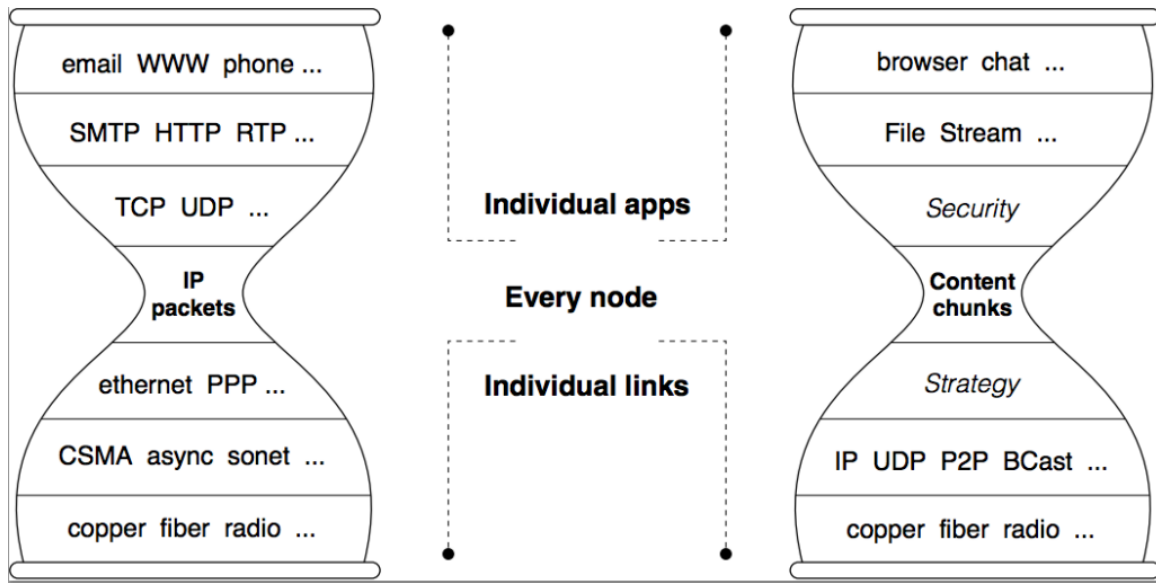 email WWW phone ...
SMTP HTTP RTP ...
TCP UDP ...
IP
packets
ethernet PPP ...
CSMA async sonet ...
copper fiber radio ...
Individual apps
Every node
Individual links
browser chat ...
File Stream ...
Security
Content
chunks
Strategy
IP UDP P2P BCast ...
copper fiber radio ...